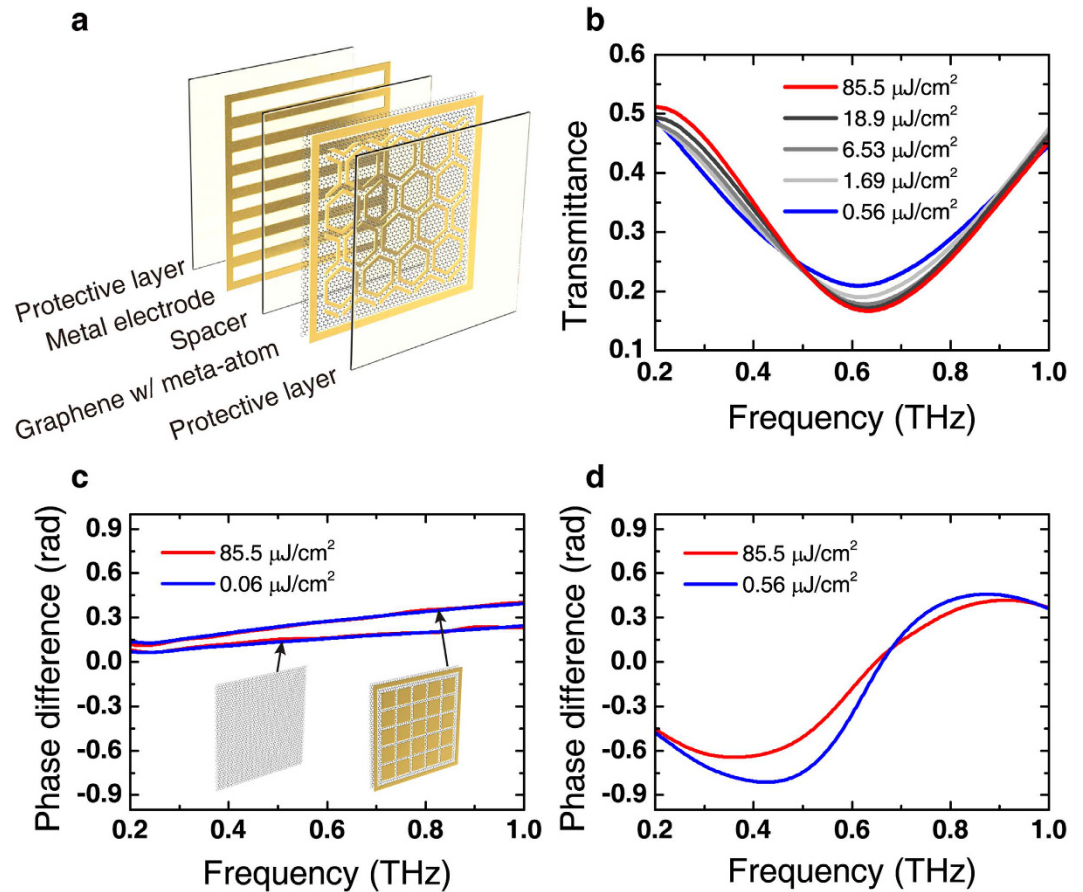 a
Protective layer
Metal electrode
Spacer
Graphene w/ meta-atom
Protective layer
b
0.6
0.5
0.4
0.3
0.2
0.1
Transmittance
85.5 μJ/cm²
18.9 μJ/cm²
6.53 μJ/cm²
1.69 μJ/cm²
0.56 μJ/cm²
0.2 0.4 0.6 0.8 1.0
Frequency (THz)
c
0.9
0.6
0.3
0.0
-0.3
-0.6
-0.9
Phase difference (rad)
85.5 μJ/cm²
0.06 μJ/cm²
0.2 0.4 0.6 0.8 1.0
Frequency (THz)
d
0.9
0.6
0.3
0.0
-0.3
-0.6
-0.9
Phase difference (rad)
85.5 μJ/cm²
0.56 μJ/cm²
0.2 0.4 0.6 0.8 1.0
Frequency (THz)